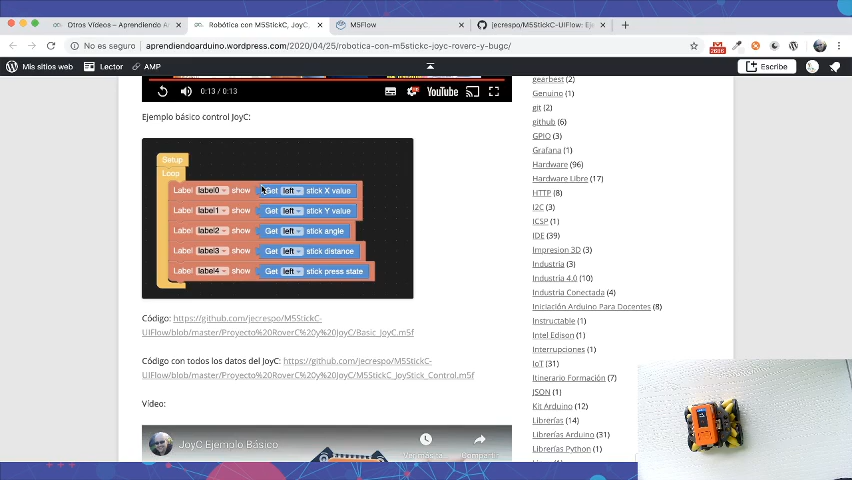 Otros Vídeos – Aprendiendo A
Robótica con M5StickC, JoyC,
M5Flow
jecrespo/M5StickC-UIFlow: Ej
No es seguro
aprendiendoarduino.wordpress.com/2020/04/25/robotica-con-m5stickc-joyc-roverc-y-bugc/
2666
Mis sitios web
Lector
AMP
Escribe
0:13 / 0:13
YouTube
Ejemplo básico control JoyC:
Setup
Loop
Label label0 show Get left stick X value
Label label1 show Get left stick Y value
Label label2 show Get left stick angle
Label label3 show Get left stick distance
Label label4 show Get left stick press state
Código: https://github.com/jecrespo/M5StickC-
UIFlow/blob/master/Proyecto%20RoverC%20y%20JoyC/Basic_JoyC.m5f
Código con todos los datos del JoyC: https://github.com/jecrespo/M5StickC-
UIFlow/blob/master/Proyecto%20RoverC%20y%20JoyC/M5StickC_JoyStick_Control.m5f
Vídeo:
JoyC Ejemplo Básico
gearbest (2)
Genuino (1)
git (2)
github (6)
GPIO (3)
Grafana (1)
Hardware (96)
Hardware Libre (17)
HTTP (8)
I2C (3)
ICSP (1)
IDE (39)
Impresion 3D (1)
Industria (3)
Industria 4.0 (10)
Industria Conectada (4)
Iniciación Arduino Para Docentes (8)
Instructable (1)
Intel Edison (1)
Interrupciones (1)
IoT (31)
Itinerario Formación (7)
JSON (1)
Kit Arduino (12)
Librerías (14)
Librerías Arduino (31)
Librerías Python (1)